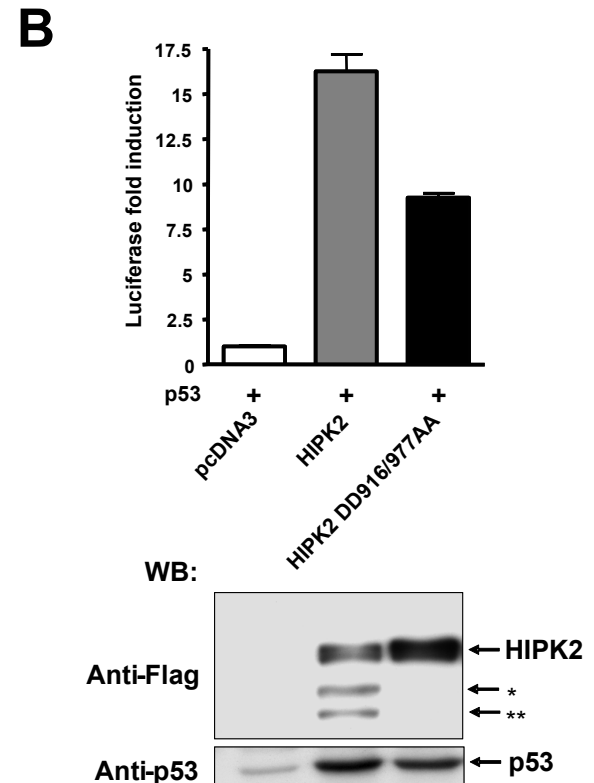 B
Luciferase fold induction
17.5
15
12.5
10
7.5
5
2.5
0
p53 + + +
pcDNA3
HIPK2
HIPK2 DD916/977AA
WB:
Anti-Flag
HIPK2
*
**
Anti-p53
p53